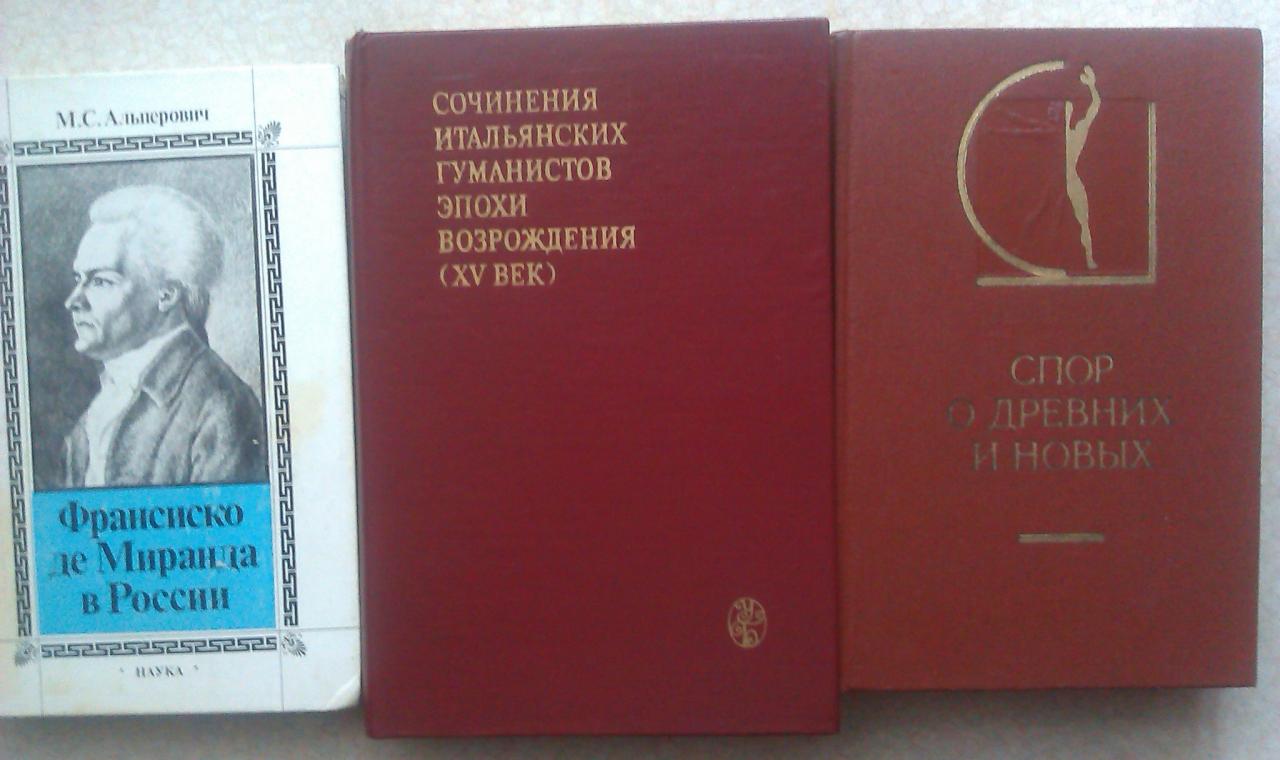 М.С.Альперович
Франсиско
де Миранда
в России
НАУКА
СОЧИНЕНИЯ
ИТАЛЬЯНСКИХ
ГУМАНИСТОВ
ЭПОХИ
ВОЗРОЖДЕНИЯ
(XV ВЕК)
СПОР
О ДРЕВНИХ
И НОВЫХ